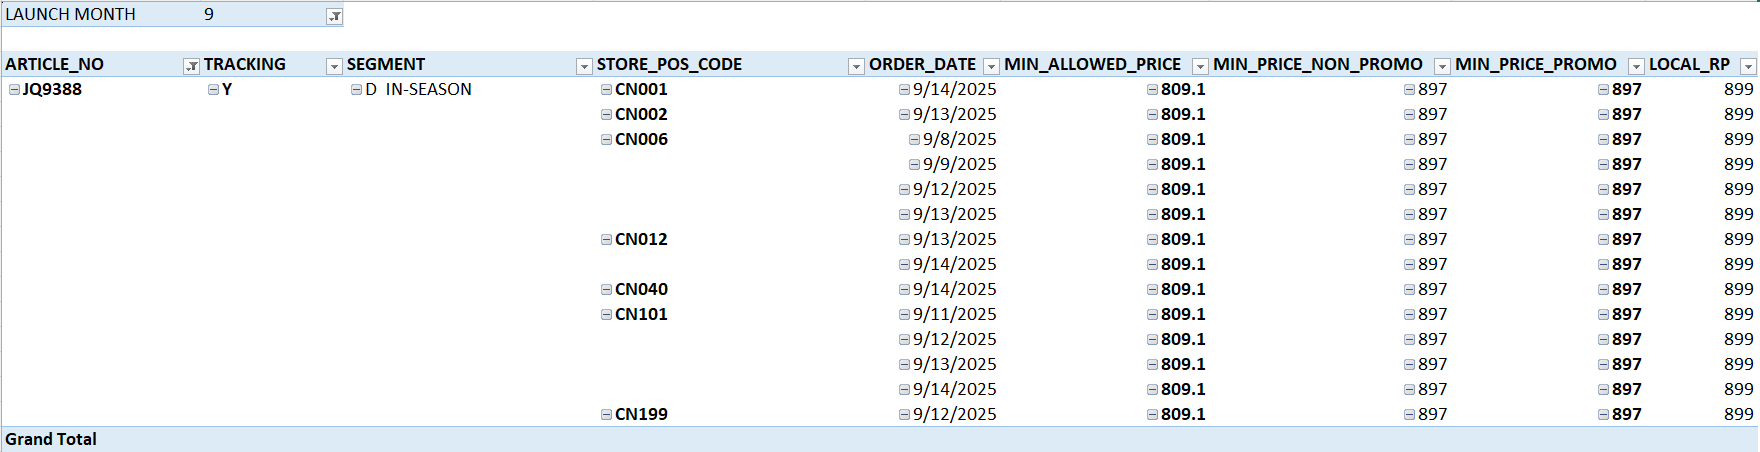 LAUNCH MONTH 9
ARTICLE_NO TRACKING SEGMENT STORE_POS_CODE ORDER_DATE MIN_ALLOWED_PRICE MIN_PRICE_NON_PROMO MIN_PRICE_PROMO LOCAL_RP
JQ9388 Y D IN-SEASON CN001 9/14/2025 809.1 897 897 899
CN002 9/13/2025 809.1 897 897 899
CN006 9/8/2025 809.1 897 897 899
9/9/2025 809.1 897 897 899
9/12/2025 809.1 897 897 899
9/13/2025 809.1 897 897 899
CN012 9/13/2025 809.1 897 897 899
9/14/2025 809.1 897 897 899
CN040 9/14/2025 809.1 897 897 899
CN101 9/11/2025 809.1 897 897 899
9/12/2025 809.1 897 897 899
9/13/2025 809.1 897 897 899
9/14/2025 809.1 897 897 899
CN199 9/12/2025 809.1 897 897 899
Grand Total